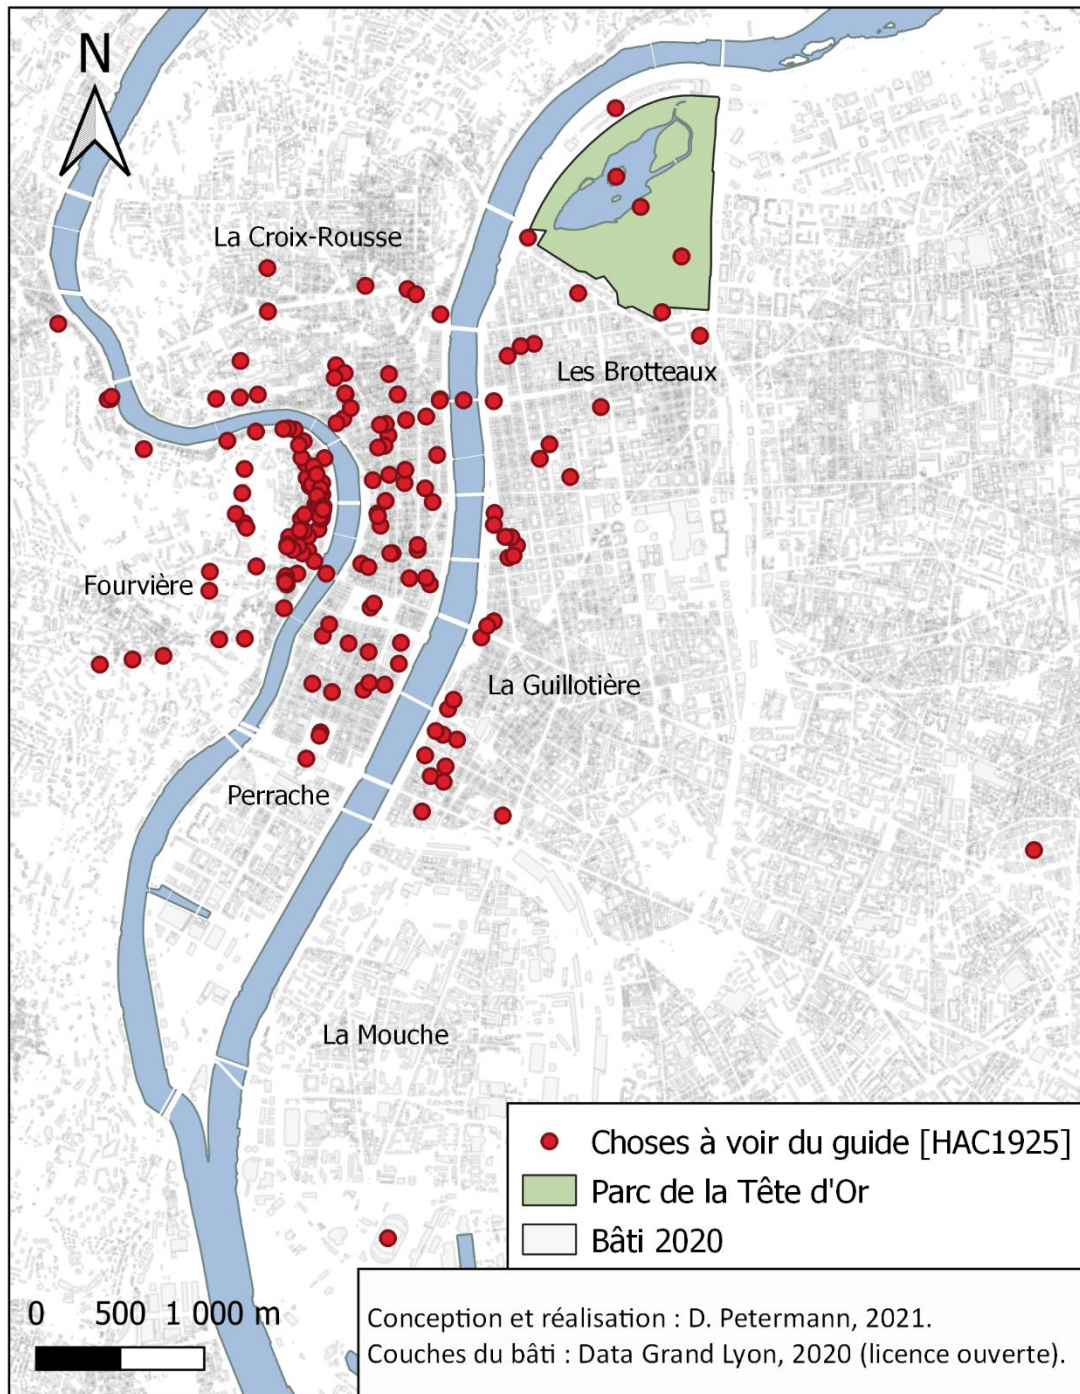 N
La Croix-Rousse
Les Brotteaux
Fourvière
La Guillotière
Perrache
La Mouche
Choses à voir du guide [HAC1925]
Parc de la Tête d'Or
Bâti 2020
0 500 1 000 m
Conception et réalisation : D. Petermann, 2021.
Couches du bâti : Data Grand Lyon, 2020 (licence ouverte).